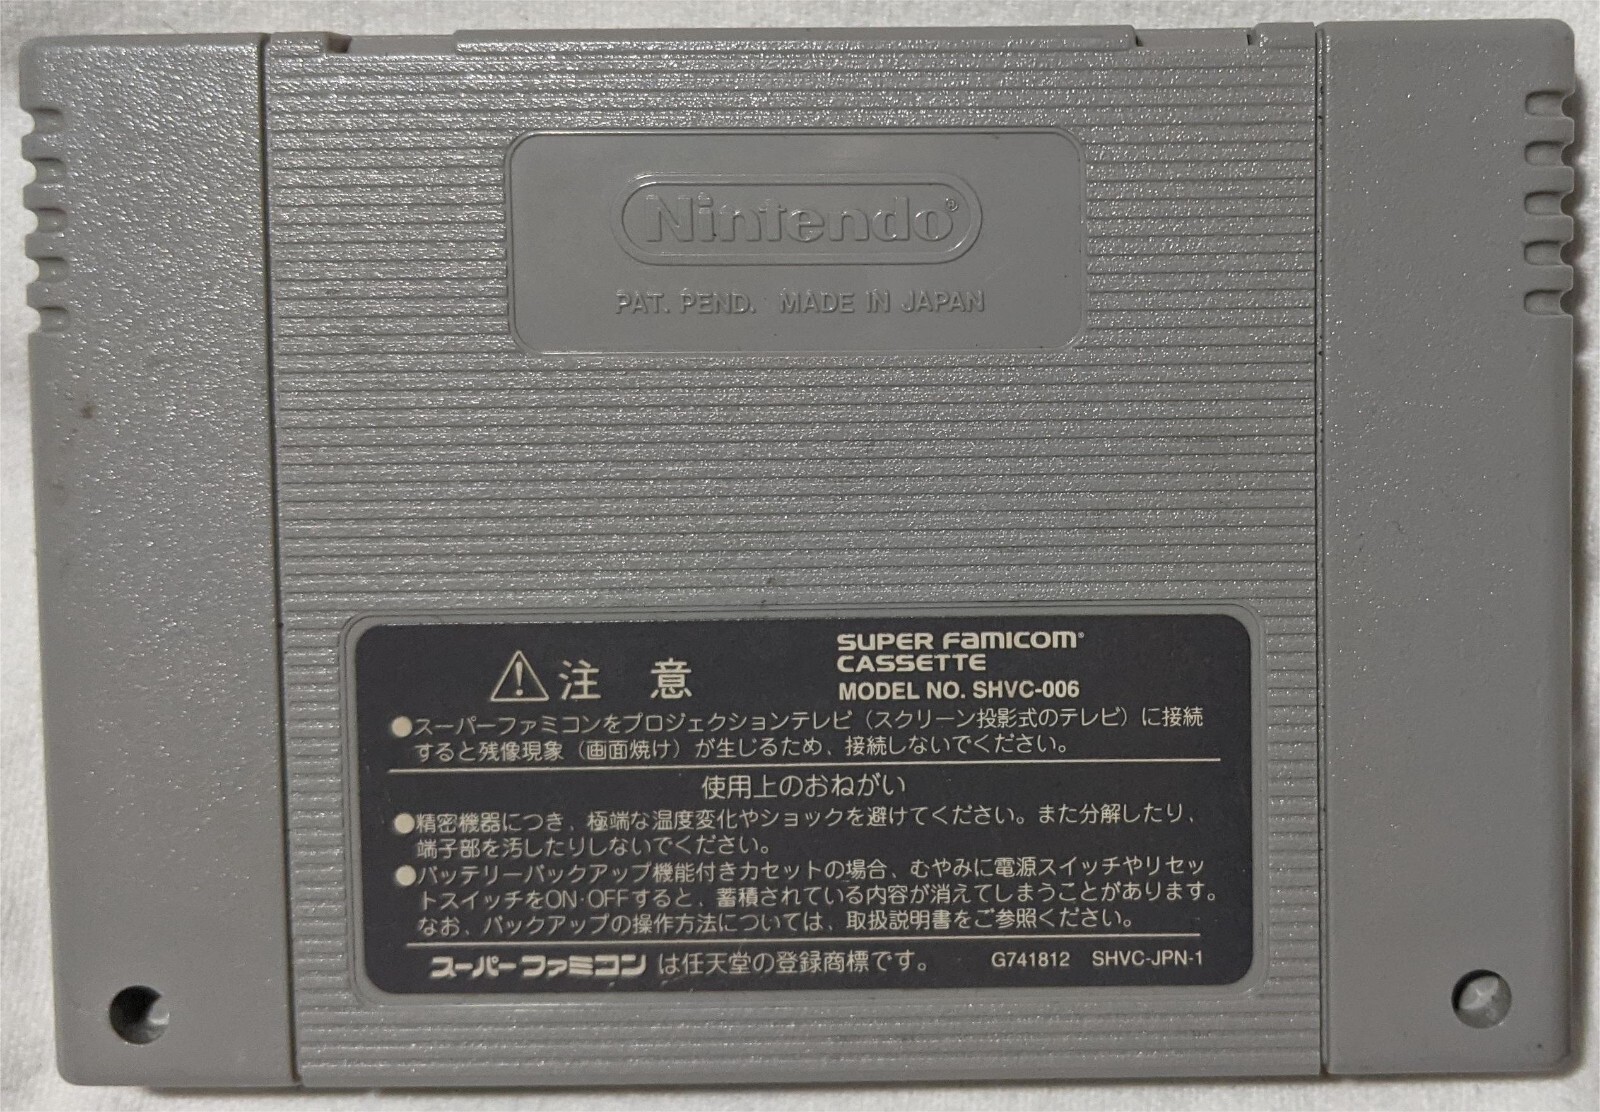 Nintendo®
PAT. PEND. MADE IN JAPAN
注 意
SUPER FAMICOM®
CASSETTE
MODEL NO. SHVC-006
●スーパーファミコンをプロジェクションテレビ（スクリーン投影式のテレビ）に接続
すると残像現象（画面焼け）が生じるため、接続しないでください。
使用上のおねがい
●精密機器につき、極端な温度変化やショックを避けてください。また分解したり、
端子部を汚したりしないでください。
●バッテリーバックアップ機能付きカセットの場合、むやみに電源スイッチやリセッ
トスイッチをON·OFFすると、蓄積されている内容が消えてしまうことがあります。
なお、バックアップの操作方法については、取扱説明書をご参照ください。
スーパーファミコン は任天堂の登録商標です。 G741812 SHVC-JPN-1